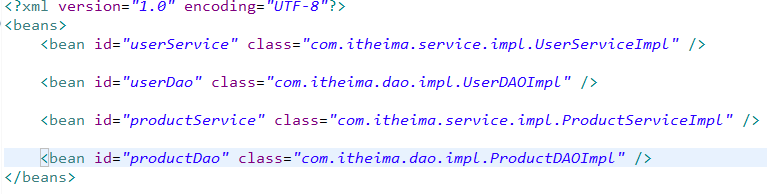 <?xml version="1.0" encoding="UTF-8"?>
<beans>
<bean id="userService" class="com.itheima.service.impl.UserServiceImpl" />
<bean id="userDao" class="com.itheima.dao.impl.UserDAOImpl" />
<bean id="productService" class="com.itheima.service.impl.ProductServiceImpl" />
<bean id="productDao" class="com.itheima.dao.impl.ProductDAOImpl" />
</beans>